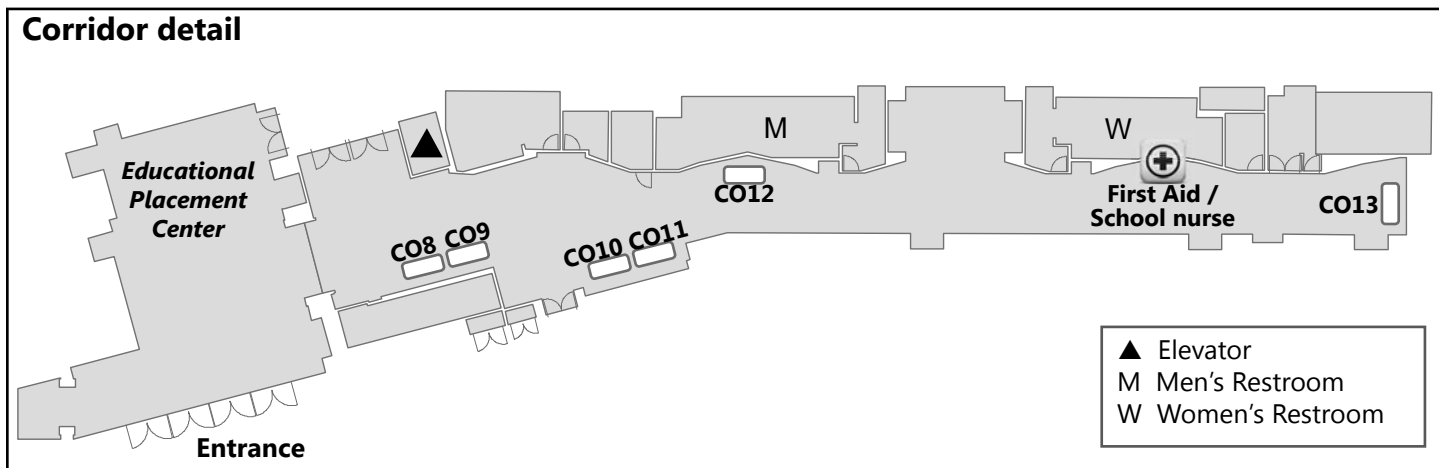 Corridor detail
M
W
Educational
Placement
Center
First Aid /
School nurse
CO12
CO13
CO8
CO9
CO10
CO11
Elevator
M Men's Restroom
W Women's Restroom
Entrance